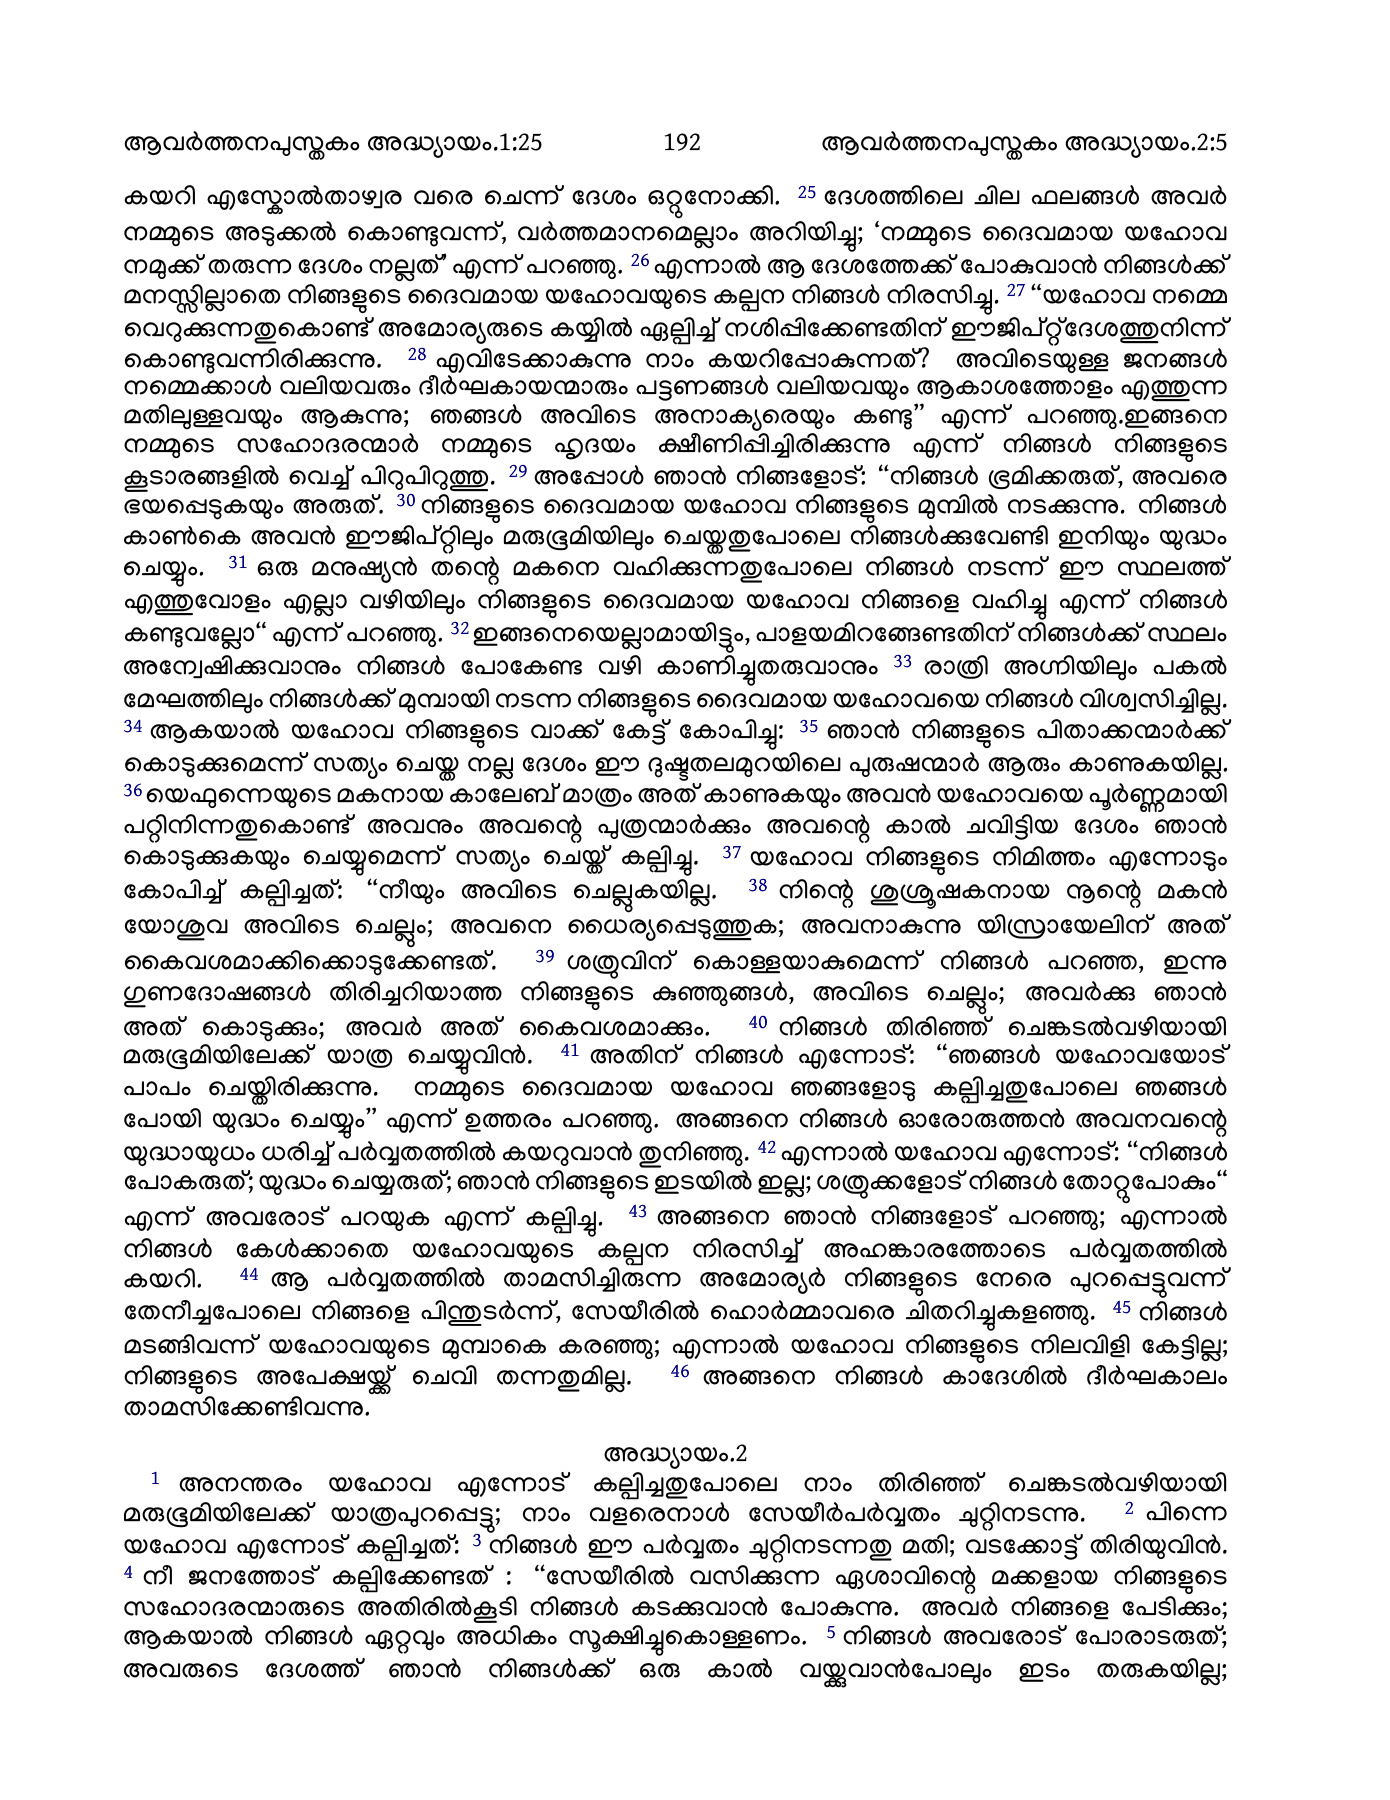 ആവർത്തനപുസ്തകം അദ്ധ്യായം.1:25 192 ആവർത്തനപുസ്തകം അദ്ധ്യായം.2:5
കയറി എസ്കോൽതാഴ്വര വരെ ചെന്ന് ദേശം ഒറ്റുനോക്കി. 25 ദേശത്തിലെ ചില ഫലങ്ങൾ അവർ
നമ്മുടെ അടുക്കൽ കൊണ്ടുവന്ന്, വർത്തമാനമെല്ലാം അറിയിച്ചു; ‘നമ്മുടെ ദൈവമായ യഹോവ
നമുക്ക് തരുന്ന ദേശം നല്ലത്’ എന്ന് പറഞ്ഞു. 26 എന്നാൽ ആ ദേശത്തേക്ക് പോകുവാൻ നിങ്ങൾക്ക്
മനസ്സില്ലാതെ നിങ്ങളുടെ ദൈവമായ യഹോവയുടെ കല്പന നിങ്ങൾ നിരസിച്ചു. 27 “യഹോവ നമ്മെ
വെറുക്കുന്നതുകൊണ്ട് അമോര്യരുടെ കയ്യിൽ ഏല്പിച്ച് നശിപ്പിക്കേണ്ടതിന് ഈജിപ്റ്റ്ദേശത്തുനിന്ന്
കൊണ്ടുവന്നിരിക്കുന്നു. 28 എവിടേക്കാകുന്നു നാം കയറിപ്പോകുന്നത്? അവിടെയുള്ള ജനങ്ങൾ
നമ്മെക്കാൾ വലിയവരും ദീർഘകായന്മാരും പട്ടണങ്ങൾ വലിയവയും ആകാശത്തോളം എത്തുന്ന
മതിലുള്ളവയും ആകുന്നു; ഞങ്ങൾ അവിടെ അനാക്യരെയും കണ്ടു” എന്ന് പറഞ്ഞു.ഇങ്ങനെ
നമ്മുടെ സഹോദരന്മാർ നമ്മുടെ ഹൃദയം ക്ഷീണിപ്പിച്ചിരിക്കുന്നു എന്ന് നിങ്ങൾ നിങ്ങളുടെ
കൂടാരങ്ങളിൽ വെച്ച് പിറുപിറുത്തു. 29 അപ്പോൾ ഞാൻ നിങ്ങളോട്: “നിങ്ങൾ ഭ്രമിക്കരുത്, അവരെ
ഭയപ്പെടുകയും അരുത്. 30 നിങ്ങളുടെ ദൈവമായ യഹോവ നിങ്ങളുടെ മുമ്പിൽ നടക്കുന്നു. നിങ്ങൾ
കാൺകെ അവൻ ഈജിപ്റ്റിലും മരുഭൂമിയിലും ചെയ്തതുപോലെ നിങ്ങൾക്കുവേണ്ടി ഇനിയും യുദ്ധം
ചെയ്യും. 31 ഒരു മനുഷ്യൻ തന്റെ മകനെ വഹിക്കുന്നതുപോലെ നിങ്ങൾ നടന്ന് ഈ സ്ഥലത്ത്
എത്തുവോളം എല്ലാ വഴിയിലും നിങ്ങളുടെ ദൈവമായ യഹോവ നിങ്ങളെ വഹിച്ചു എന്ന് നിങ്ങൾ
കണ്ടുവല്ലോ“ എന്ന് പറഞ്ഞു. 32 ഇങ്ങനെയെല്ലാമായിട്ടും, പാളയമിറങ്ങേണ്ടതിന് നിങ്ങൾക്ക് സ്ഥലം
അന്വേഷിക്കുവാനും നിങ്ങൾ പോകേണ്ട വഴി കാണിച്ചുതരുവാനും 33 രാത്രി അഗ്നിയിലും പകൽ
മേഘത്തിലും നിങ്ങൾക്ക് മുമ്പായി നടന്ന നിങ്ങളുടെ ദൈവമായ യഹോവയെ നിങ്ങൾ വിശ്വസിച്ചില്ല.
34 ആകയാൽ യഹോവ നിങ്ങളുടെ വാക്ക് കേട്ട് കോപിച്ചു: 35 ഞാൻ നിങ്ങളുടെ പിതാക്കന്മാർക്ക്
കൊടുക്കുമെന്ന് സത്യം ചെയ്ത നല്ല ദേശം ഈ ദുഷ്ടതലമുറയിലെ പുരുഷന്മാർ ആരും കാണുകയില്ല.
36 യെഫുന്നെയുടെ മകനായ കാലേബ് മാത്രം അത് കാണുകയും അവൻ യഹോവയെ പൂർണ്ണമായി
പറ്റിനിന്നതുകൊണ്ട് അവനും അവന്റെ പുത്രന്മാർക്കും അവന്റെ കാൽ ചവിട്ടിയ ദേശം ഞാൻ
കൊടുക്കുകയും ചെയ്യുമെന്ന് സത്യം ചെയ്ത് കല്പിച്ചു. 37 യഹോവ നിങ്ങളുടെ നിമിത്തം എന്നോടും
കോപിച്ച് കല്പിച്ചത്: “നീയും അവിടെ ചെല്ലുകയില്ല. 38 നിന്റെ ശുശ്രൂഷകനായ നൂന്റെ മകൻ
യോശുവ അവിടെ ചെല്ലും; അവനെ ധൈര്യപ്പെടുത്തുക; അവനാകുന്നു യിസ്രായേലിന് അത്
കൈവശമാക്കിക്കൊടുക്കേണ്ടത്. 39 ശത്രുവിന് കൊള്ളയാകുമെന്ന് നിങ്ങൾ പറഞ്ഞ, ഇന്നു
ഗുണദോഷങ്ങൾ തിരിച്ചറിയാത്ത നിങ്ങളുടെ കുഞ്ഞുങ്ങൾ, അവിടെ ചെല്ലും; അവർക്കു ഞാൻ
അത് കൊടുക്കും; അവർ അത് കൈവശമാക്കും. 40 നിങ്ങൾ തിരിഞ്ഞ് ചെങ്കടൽവഴിയായി
മരുഭൂമിയിലേക്ക് യാത്ര ചെയ്യുവിൻ. 41 അതിന് നിങ്ങൾ എന്നോട്: “ഞങ്ങൾ യഹോവയോട്
പാപം ചെയ്തിരിക്കുന്നു. നമ്മുടെ ദൈവമായ യഹോവ ഞങ്ങളോടു കല്പിച്ചതുപോലെ ഞങ്ങൾ
പോയി യുദ്ധം ചെയ്യും” എന്ന് ഉത്തരം പറഞ്ഞു. അങ്ങനെ നിങ്ങൾ ഓരോരുത്തൻ അവനവന്റെ
യുദ്ധായുധം ധരിച്ച് പർവ്വതത്തിൽ കയറുവാൻ തുനിഞ്ഞു. 42 എന്നാൽ യഹോവ എന്നോട്: “നിങ്ങൾ
പോകരുത്; യുദ്ധം ചെയ്യരുത്; ഞാൻ നിങ്ങളുടെ ഇടയിൽ ഇല്ല; ശത്രുക്കളോട് നിങ്ങൾ തോറ്റുപോകും“
എന്ന് അവരോട് പറയുക എന്ന് കല്പിച്ചു. 43 അങ്ങനെ ഞാൻ നിങ്ങളോട് പറഞ്ഞു; എന്നാൽ
നിങ്ങൾ കേൾക്കാതെ യഹോവയുടെ കല്പന നിരസിച്ച് അഹങ്കാരത്തോടെ പർവ്വതത്തിൽ
കയറി. 44 ആ പർവ്വതത്തിൽ താമസിച്ചിരുന്ന അമോര്യർ നിങ്ങളുടെ നേരെ പുറപ്പെട്ടുവന്ന്
തേനീച്ചപോലെ നിങ്ങളെ പിന്തുടർന്ന്, സേയീരിൽ ഹൊർമ്മാവരെ ചിതറിച്ചുകളഞ്ഞു. 45 നിങ്ങൾ
മടങ്ങിവന്ന് യഹോവയുടെ മുമ്പാകെ കരഞ്ഞു; എന്നാൽ യഹോവ നിങ്ങളുടെ നിലവിളി കേട്ടില്ല;
നിങ്ങളുടെ അപേക്ഷയ്ക്ക് ചെവി തന്നതുമില്ല. 46 അങ്ങനെ നിങ്ങൾ കാദേശിൽ ദീർഘകാലം
താമസിക്കേണ്ടിവന്നു.
അദ്ധ്യായം.2
1 അനന്തരം യഹോവ എന്നോട് കല്പിച്ചതുപോലെ നാം തിരിഞ്ഞ് ചെങ്കടൽവഴിയായി
മരുഭൂമിയിലേക്ക് യാത്രപുറപ്പെട്ടു; നാം വളരെനാൾ സേയീർപർവ്വതം ചുറ്റിനടന്നു. 2 പിന്നെ
യഹോവ എന്നോട് കല്പിച്ചത്: 3 നിങ്ങൾ ഈ പർവ്വതം ചുറ്റിനടന്നതു മതി; വടക്കോട്ട് തിരിയുവിൻ.
4 നീ ജനത്തോട് കല്പിക്കേണ്ടത് : “സേയീരിൽ വസിക്കുന്ന ഏശാവിന്റെ മക്കളായ നിങ്ങളുടെ
സഹോദരന്മാരുടെ അതിരിൽകൂടി നിങ്ങൾ കടക്കുവാൻ പോകുന്നു. അവർ നിങ്ങളെ പേടിക്കും;
ആകയാൽ നിങ്ങൾ ഏറ്റവും അധികം സൂക്ഷിച്ചുകൊള്ളണം. 5 നിങ്ങൾ അവരോട് പോരാടരുത്;
അവരുടെ ദേശത്ത് ഞാൻ നിങ്ങൾക്ക് ഒരു കാൽ വയ്ക്കുവാൻപോലും ഇടം തരുകയില്ല;